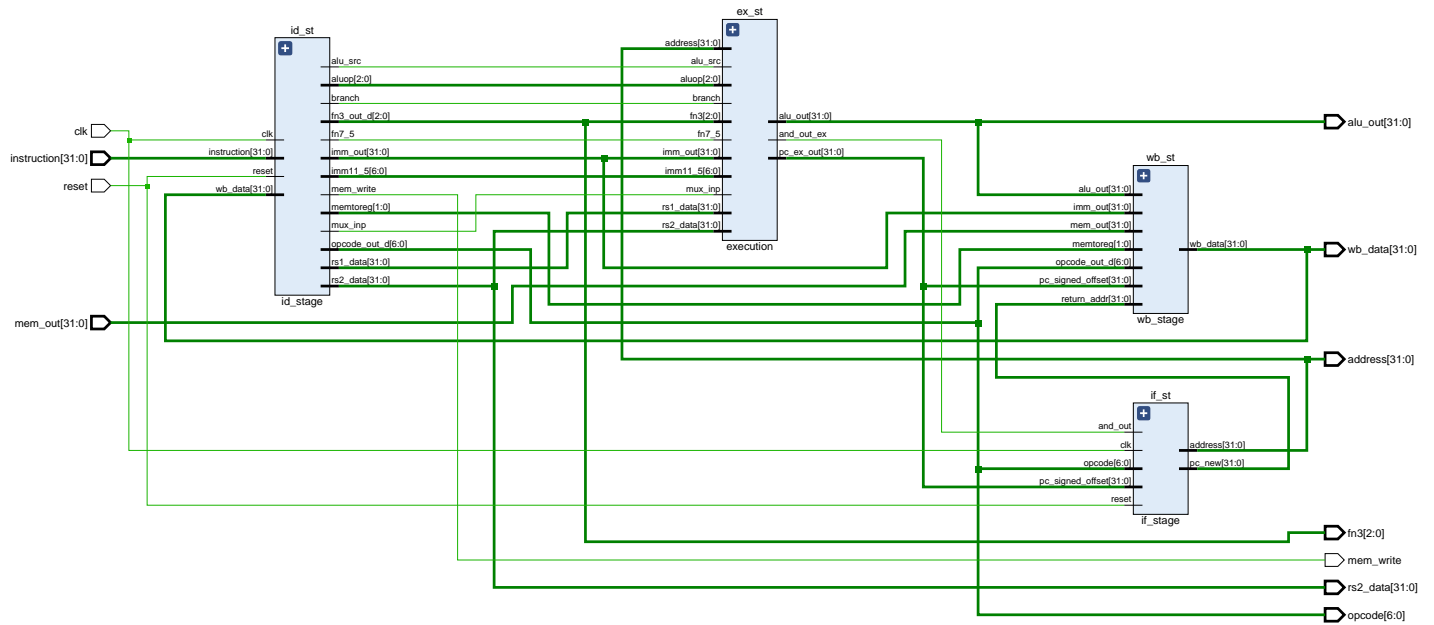 clk
instruction[31:0]
reset
mem_out[31:0]
id_st
clk
instruction[31:0]
reset
wb_data[31:0]
alu_src
aluop[2:0]
branch
fn3_out_d[2:0]
fn7_5
imm_out[31:0]
imm11_5[6:0]
mem_write
memtoreg[1:0]
mux_inp
opcode_out_d[6:0]
rs1_data[31:0]
rs2_data[31:0]
id_stage
ex_st
address[31:0]
alu_src
aluop[2:0]
branch
fn3[2:0]
fn7_5
imm_out[31:0]
imm11_5[6:0]
mux_inp
rs1_data[31:0]
rs2_data[31:0]
alu_out[31:0]
and_out_ex
pc_ex_out[31:0]
execution
wb_st
alu_out[31:0]
imm_out[31:0]
mem_out[31:0]
memtoreg[1:0]
opcode_out_d[6:0]
pc_signed_offset[31:0]
return_addr[31:0]
wb_data[31:0]
wb_stage
if_st
and_out
clk
opcode[6:0]
pc_signed_offset[31:0]
reset
address[31:0]
pc_new[31:0]
if_stage
alu_out[31:0]
wb_data[31:0]
address[31:0]
fn3[2:0]
mem_write
rs2_data[31:0]
opcode[6:0]